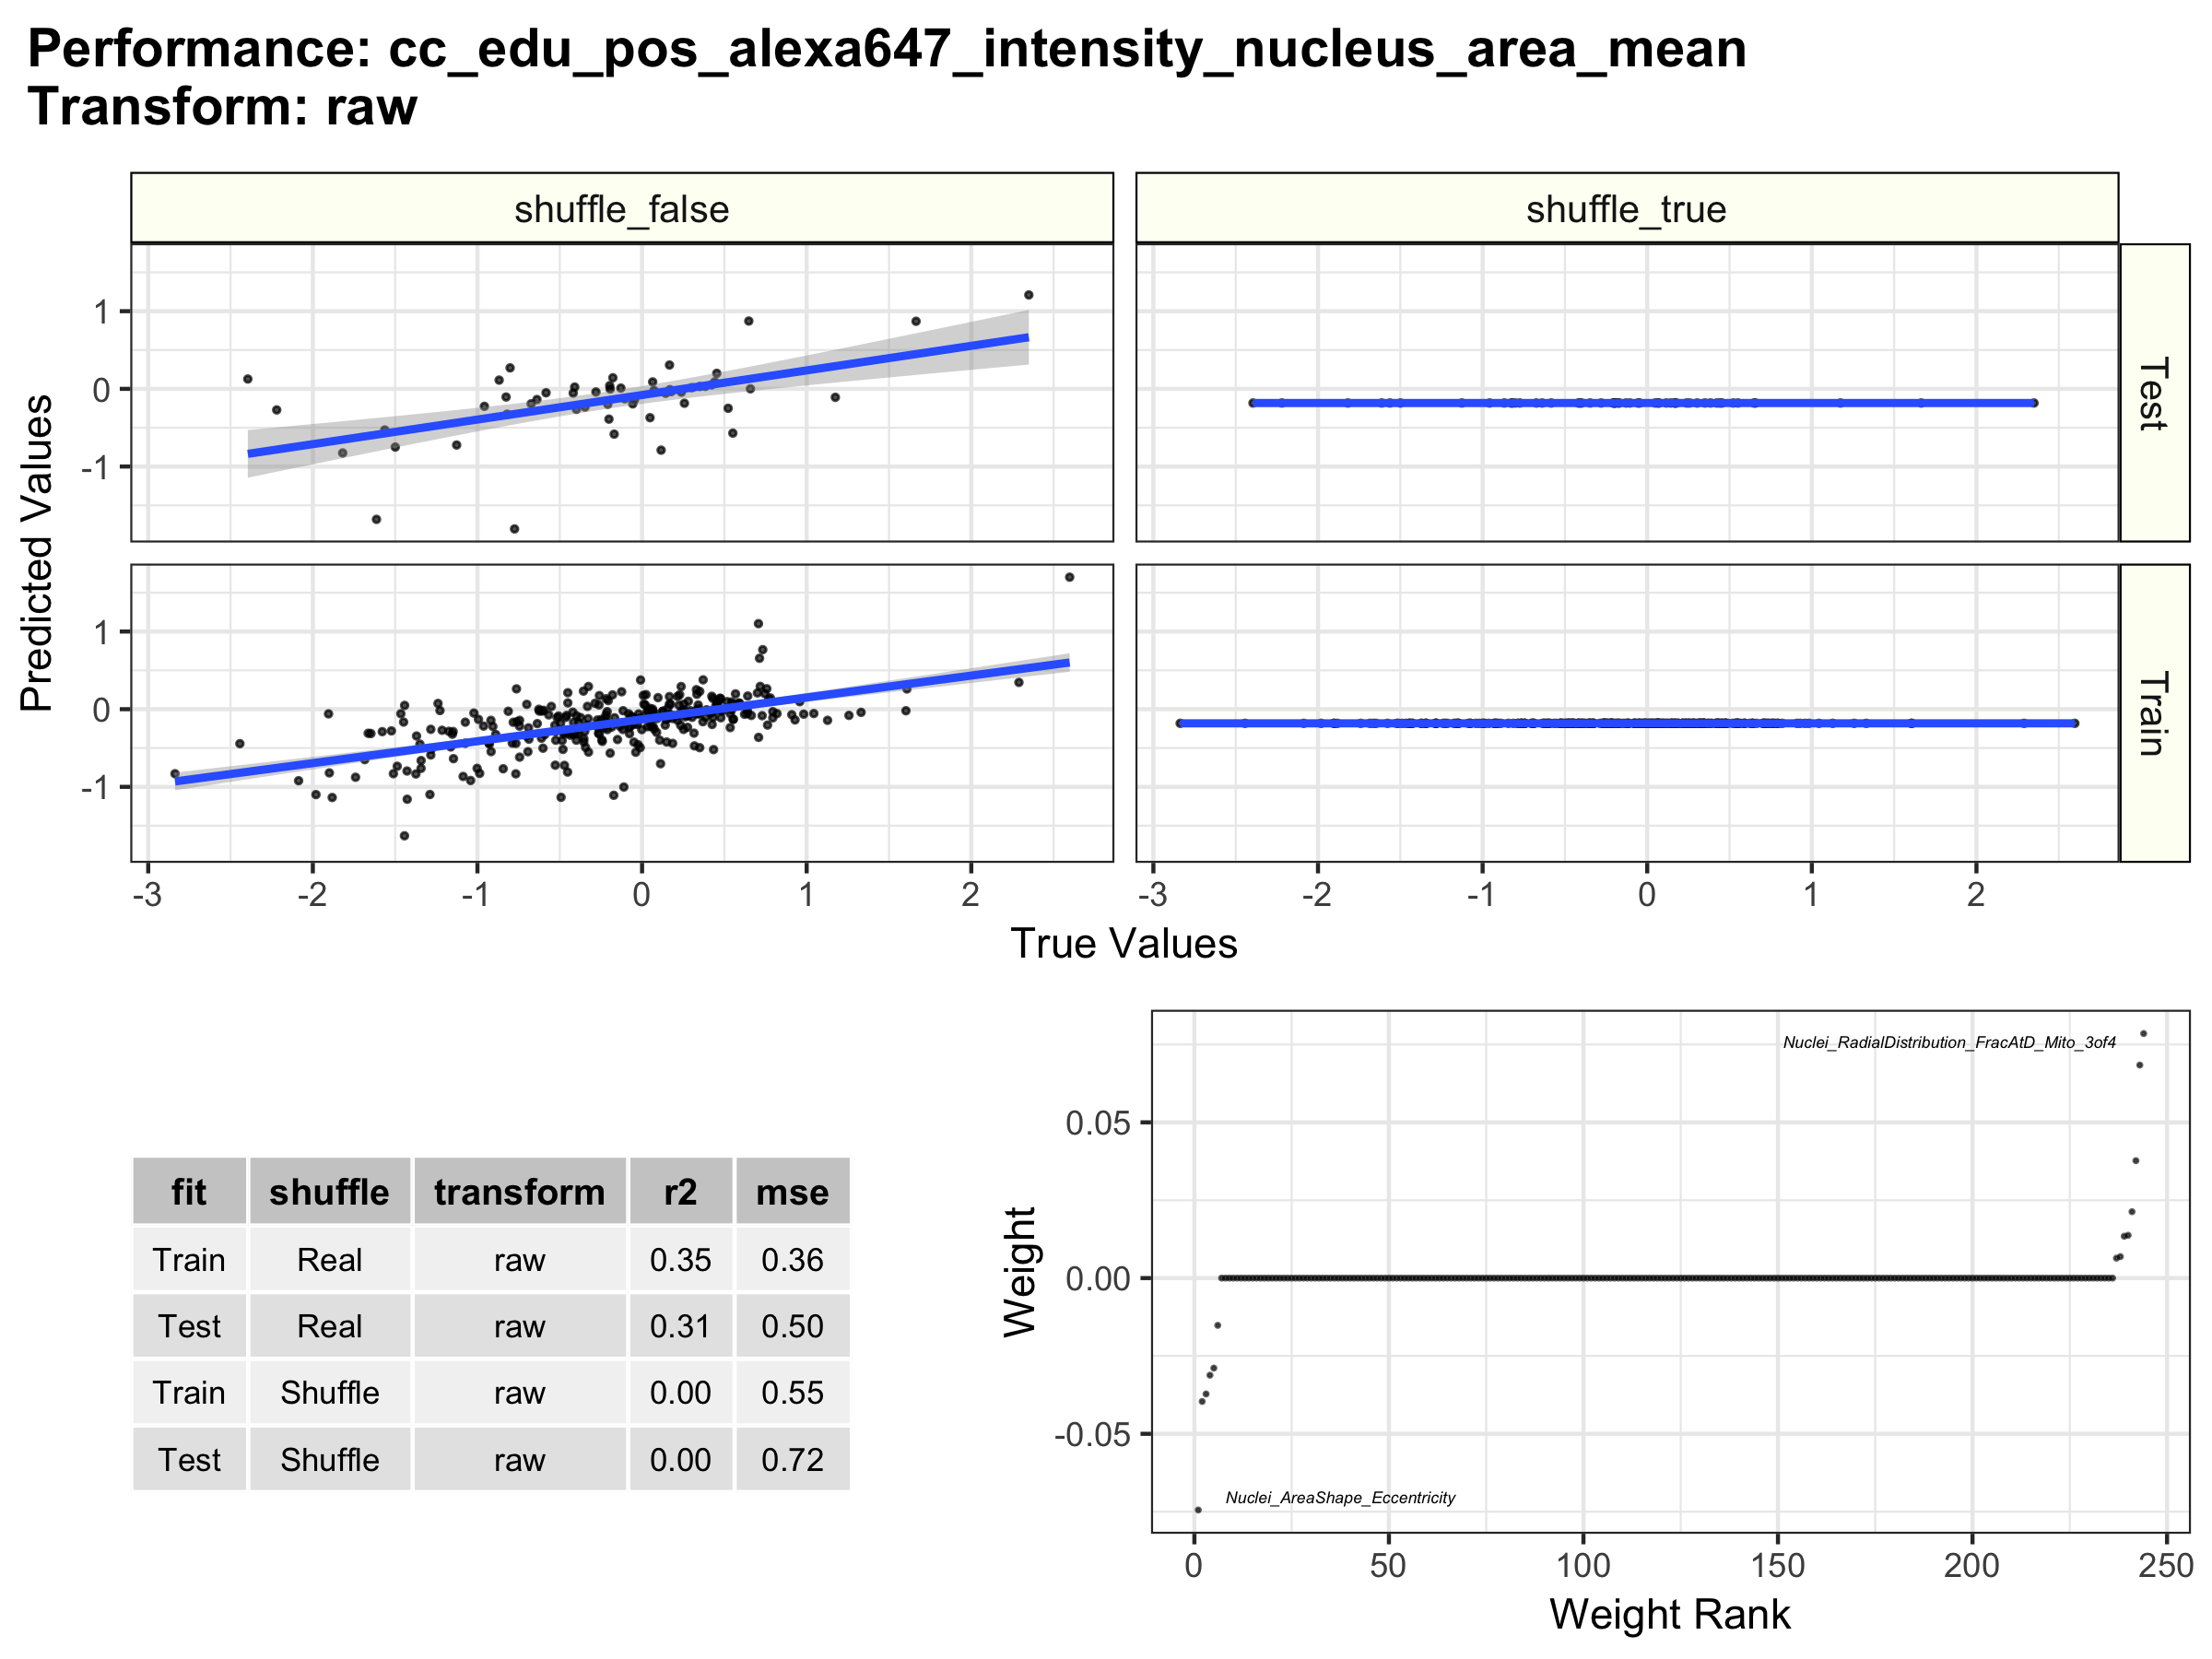 Performance: cc_edu_pos_alexa647_intensity_nucleus_area_mean
Transform: raw
shuffle_false
shuffle_true
1
0
-1
Test
Predicted Values
1
0
-1
Train
-3 -2 -1 0 1 2
-3 -2 -1 0 1 2
True Values
fit shuffle transform r2 mse
Train Real raw 0.35 0.36
Test Real raw 0.31 0.50
Train Shuffle raw 0.00 0.55
Test Shuffle raw 0.00 0.72
Nuclei_RadialDistribution_FracAtD_Mito_3of4
0.05
0.00
-0.05
Weight
Nuclei_AreaShape_Eccentricity
0 50 100 150 200 250
Weight Rank